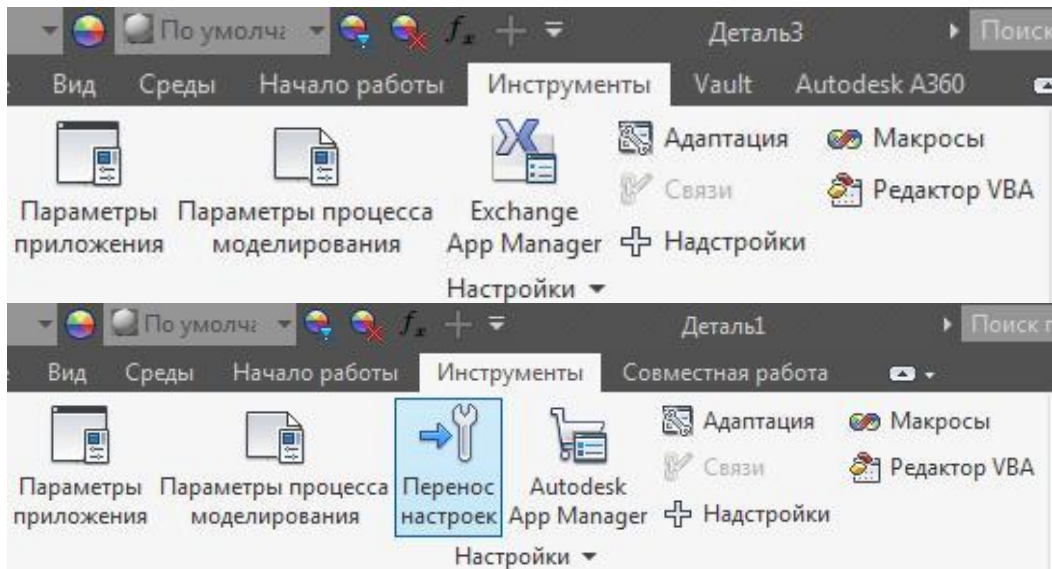 По умолча fx Деталь3 Поиск
Вид Среды Начало работы Инструменты Vault Autodesk A360
Параметры приложения
Параметры процесса моделирования
Exchange App Manager
Адаптация
Связи
Надстройки
Макросы
Редактор VBA
Настройки
По умолча fx Деталь1 Поиск
Вид Среды Начало работы Инструменты Совместная работа
Параметры приложения
Параметры процесса моделирования
Перенос настроек
Autodesk App Manager
Адаптация
Связи
Надстройки
Макросы
Редактор VBA
Настройки